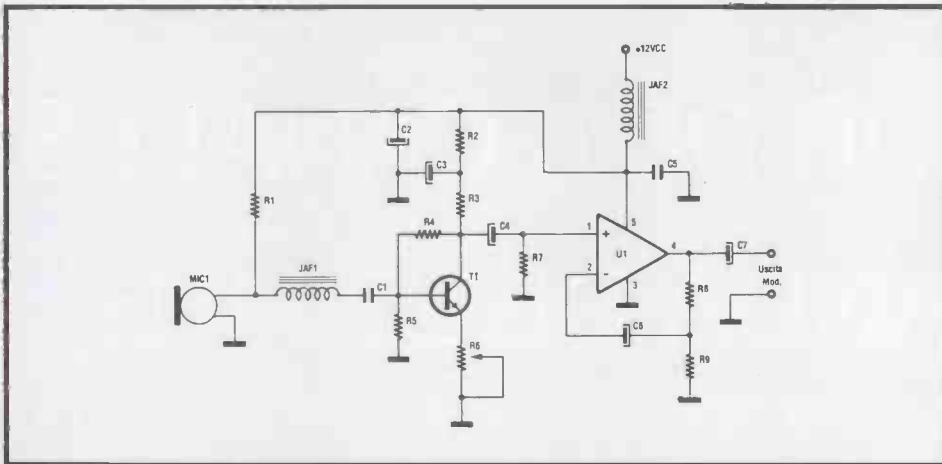 +12VCC
JAF2
C2
R2
C3
C5
R1
R3
R4
C4
5
MIC1
JAF1
C1
T1
1
+
U1
4
C7
R7
2
-
3
Uscita
Mod.
R5
R8
R6
C6
R9